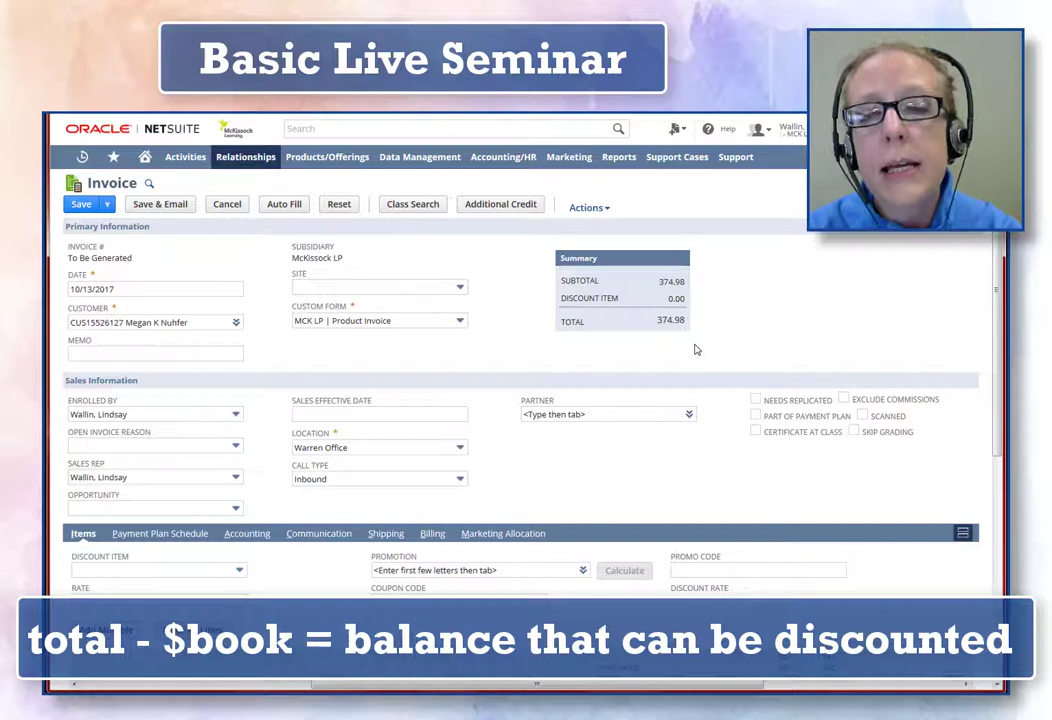 Basic Live Seminar
ORACLE | NETSUITE McKissock Learning Search Help Wallin,
- MCK L
Activities Relationships Products/Offerings Data Management Accounting/HR Marketing Reports Support Cases Support
Invoice
Save Save & Email Cancel Auto Fill Reset Class Search Additional Credit Actions
Primary Information
INVOICE #
To Be Generated
DATE *
10/13/2017
CUSTOMER *
CUS15526127 Megan K Nuhfer
MEMO
SUBSIDIARY
McKissock LP
SITE
CUSTOM FORM *
MCK LP | Product Invoice
Summary
SUBTOTAL 374.98
DISCOUNT ITEM 0.00
TOTAL 374.98
Sales Information
ENROLLED BY
Wallin, Lindsay
OPEN INVOICE REASON
SALES REP
Wallin, Lindsay
OPPORTUNITY
SALES EFFECTIVE DATE
LOCATION *
Warren Office
CALL TYPE
Inbound
PARTNER
<Type then tab>
NEEDS REPLICATED EXCLUDE COMMISSIONS
PART OF PAYMENT PLAN SCANNED
CERTIFICATE AT CLASS SKIP GRADING
Items Payment Plan Schedule Accounting Communication Shipping Billing Marketing Allocation
DISCOUNT ITEM
RATE
PROMOTION
<Enter first few letters then tab> Calculate
COUPON CODE
PROMO CODE
DISCOUNT RATE
total - $book = balance that can be discounted